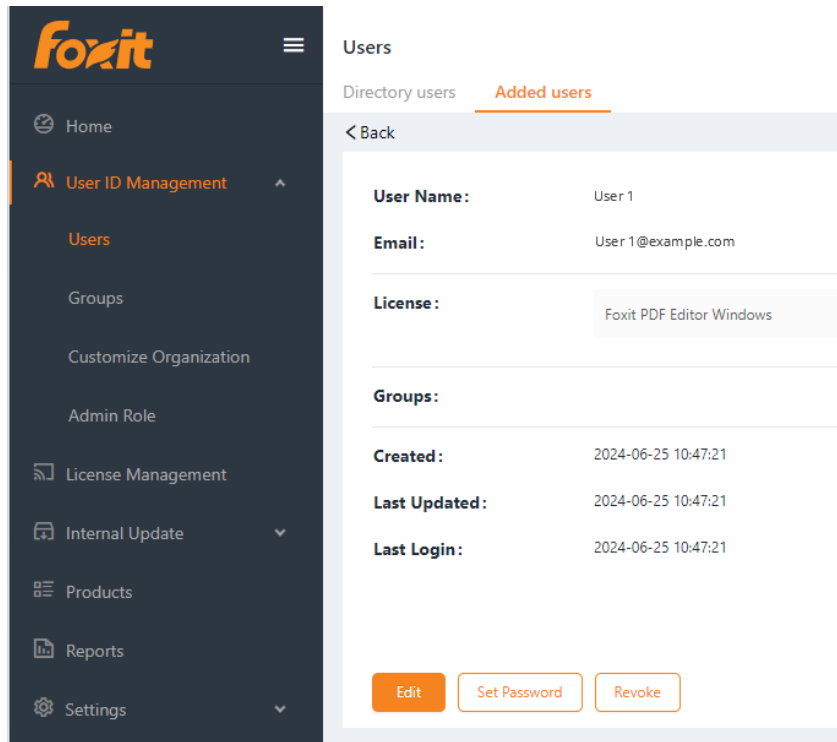 foxit
Home
User ID Management
Users
Groups
Customize Organization
Admin Role
License Management
Internal Update
Products
Reports
Settings
Users
Directory users Added users
Back
User Name: User 1
Email: User 1@example.com
License: Foxit PDF Editor Windows
Groups:
Created: 2024-06-25 10:47:21
Last Updated: 2024-06-25 10:47:21
Last Login: 2024-06-25 10:47:21
Edit Set Password Revoke